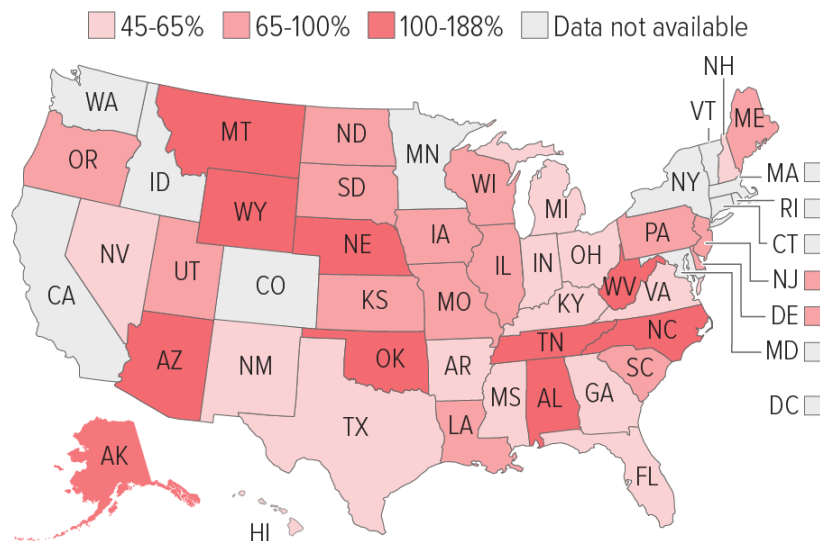 45-65% 65-100% 100-188% Data not available
NH
WA
VT
ME
MT
ND
MN
OR
MA
ID
SD
WI
NY
RI
WY
MI
CT
IA
PA
NE
NV
IL
IN
OH
NJ
UT
CO
WV
VA
CA
KS
MO
KY
DE
NC
TN
MD
AZ
NM
OK
AR
SC
MS
AL
GA
DC
TX
LA
AK
FL
HI